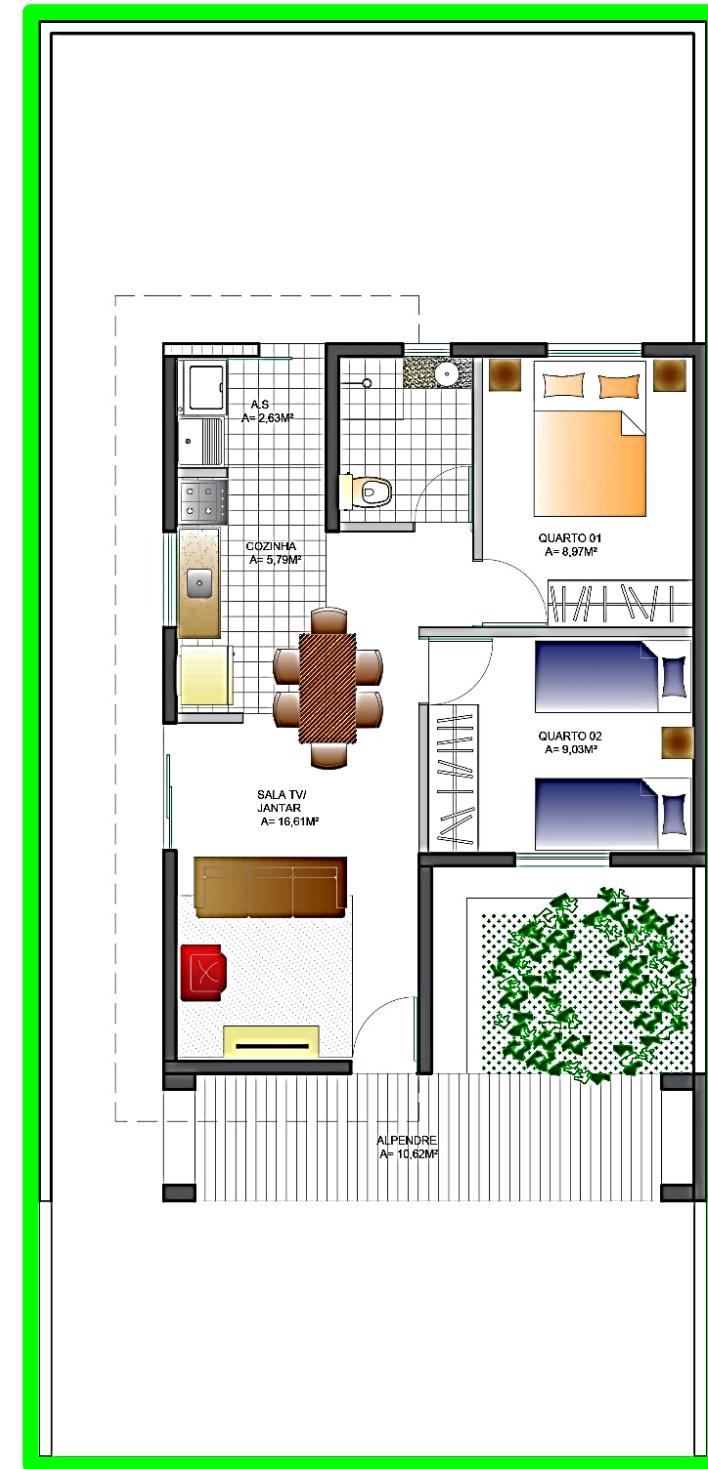 A.S
A= 2,63M²
COZINHA
A= 5,79M²
QUARTO 01
A= 8,97M²
QUARTO 02
A= 9,03M²
SALA TV/
JANTAR
A= 16,61M²
ALPENDRE
A= 10,62M²